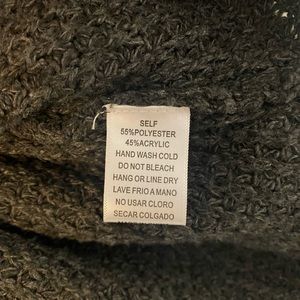 SELF
55%POLYESTER
45%ACRYLIC
HAND WASH COLD
DO NOT BLEACH
HANG OR LINE DRY
LAVE FRIO A MANO
NO USAR CLORO
SECAR COLGADO